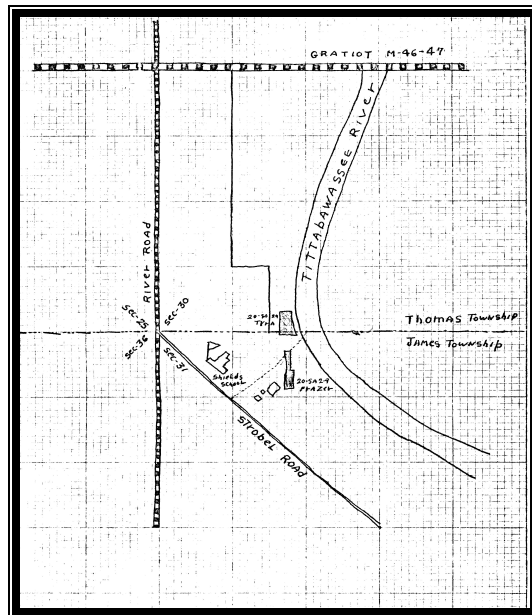 GRATIOT M-46-47
TITTABAWASSEE RIVER
RIVER ROAD
Sec-25
Sec-30
Thomas Township
James Township
Sec-36
Sec-31
Shields
School
20-SA-29
FRAZER
STROBEL ROAD